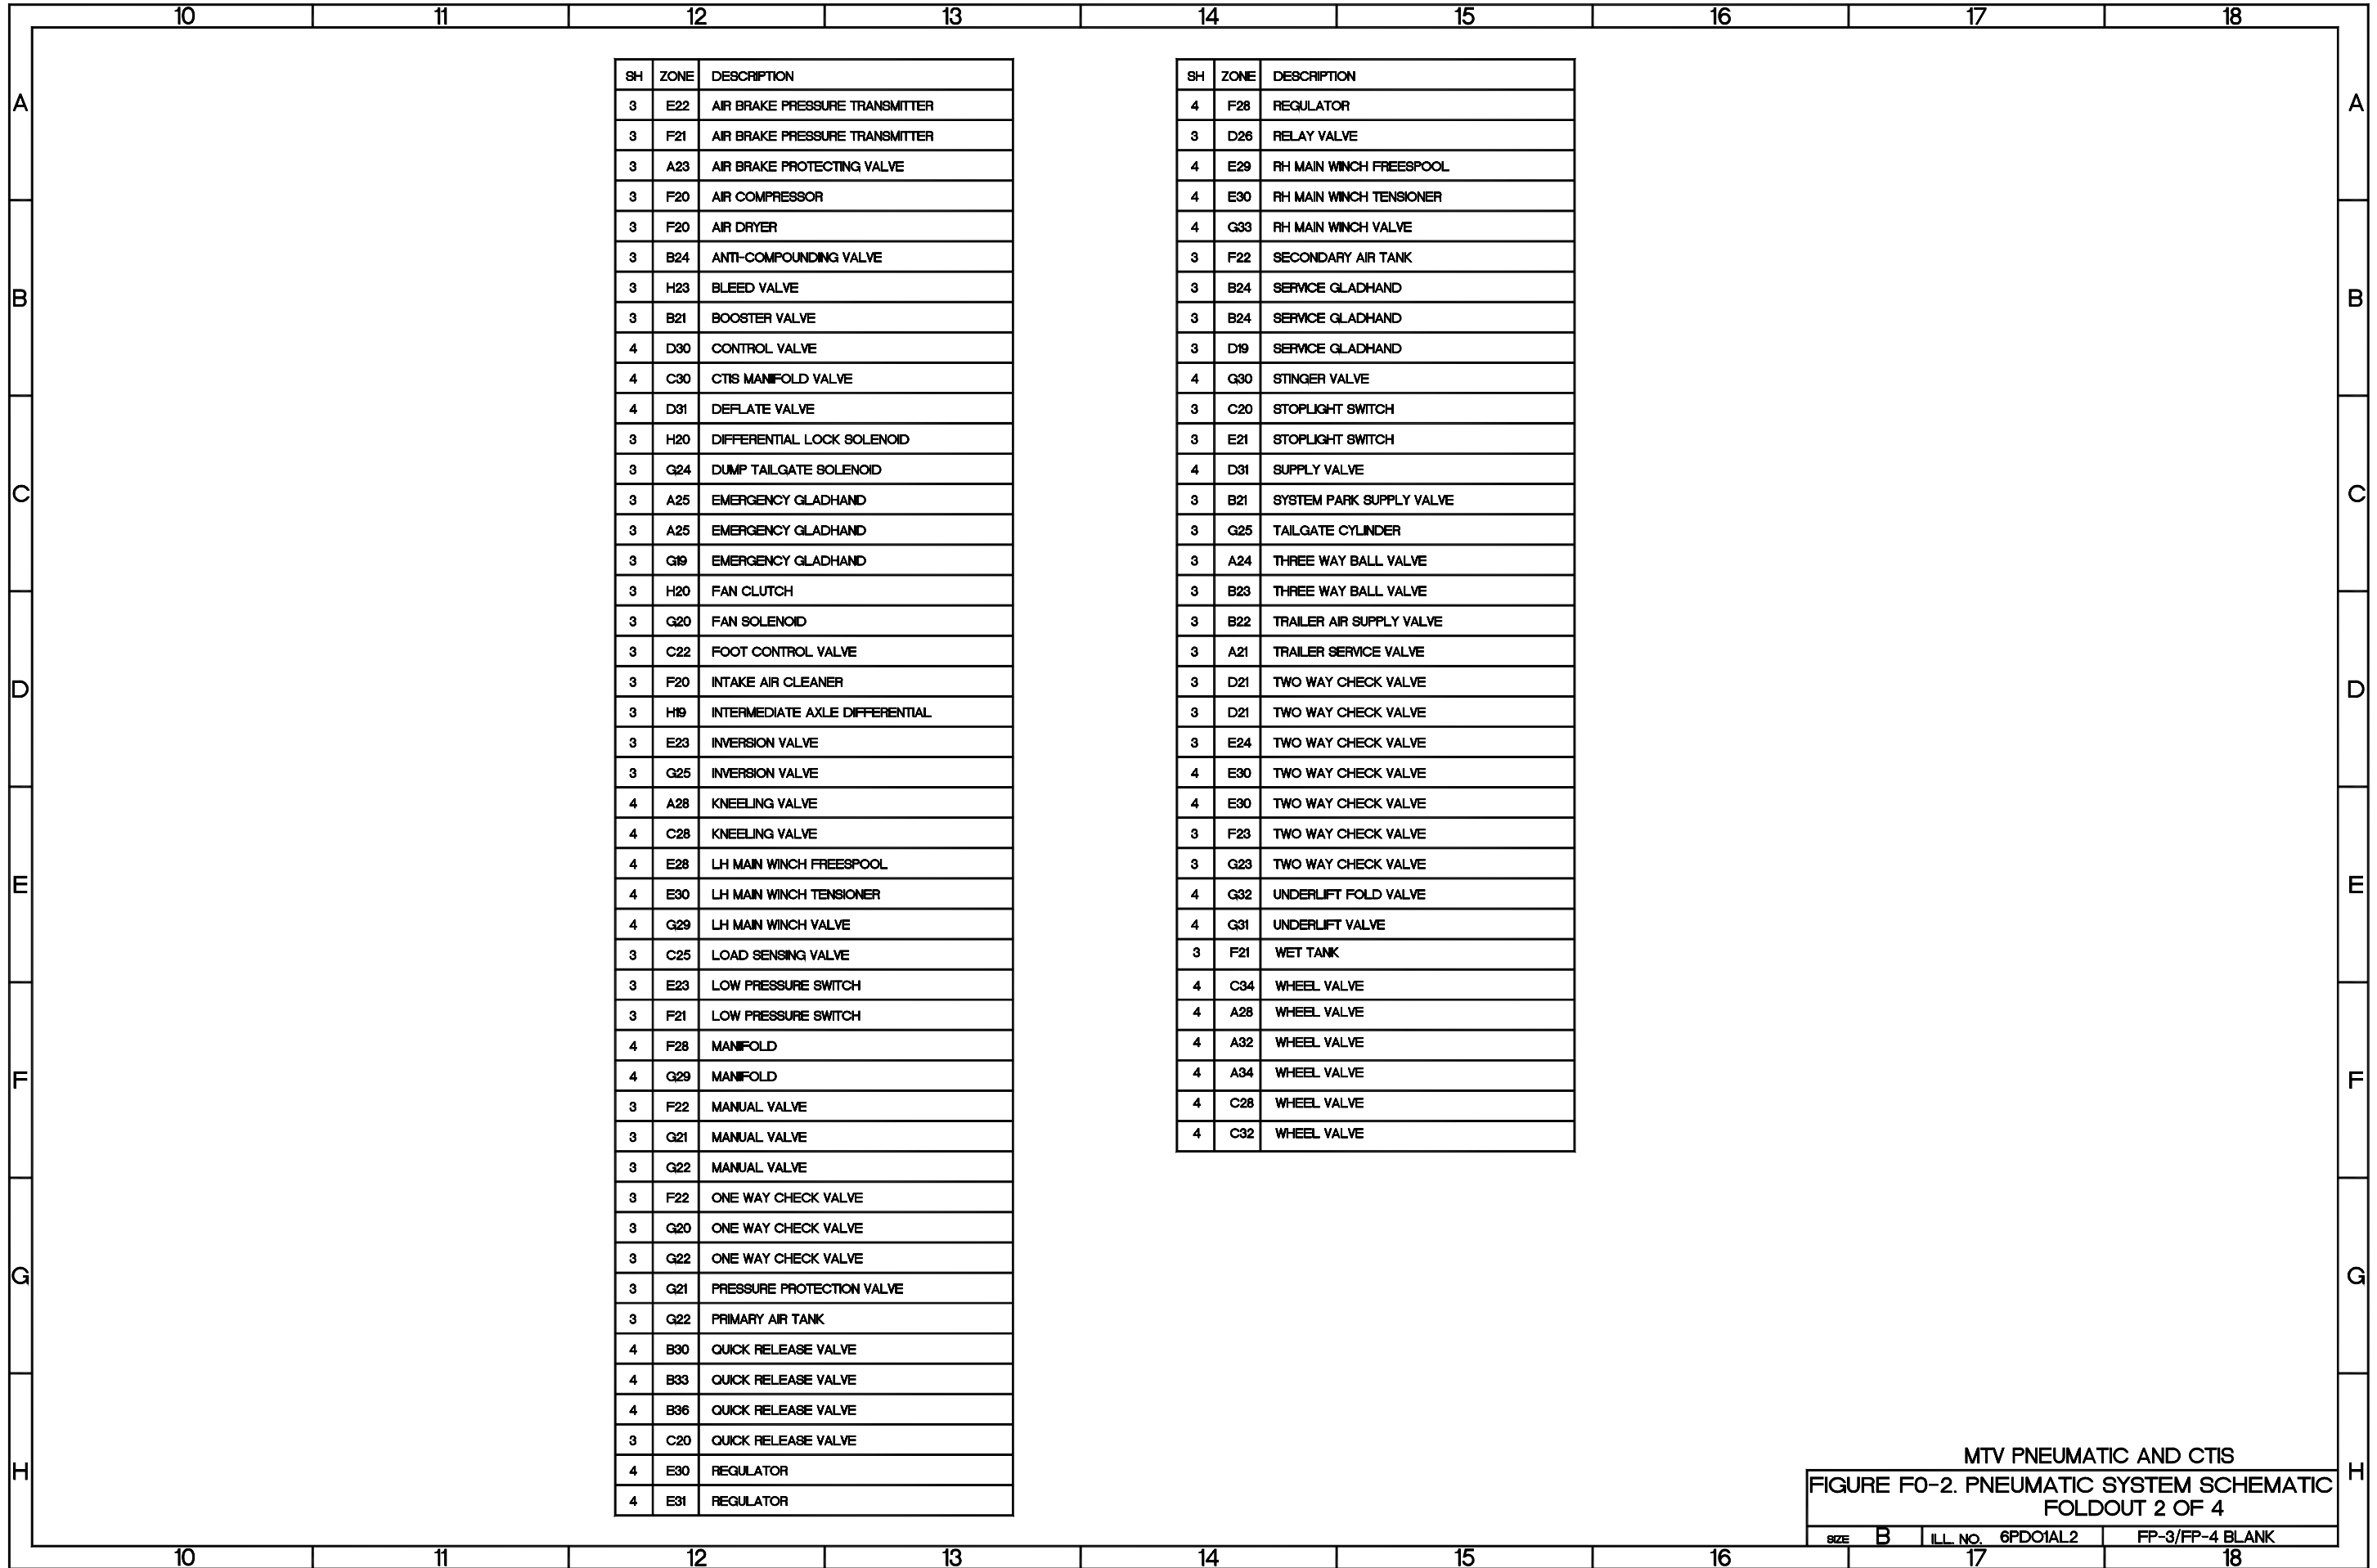 10 11 12 13 14 15 16 17 18
A
B
C
D
E
F
G
H
SH ZONE DESCRIPTION
3 E22 AIR BRAKE PRESSURE TRANSMITTER
3 F21 AIR BRAKE PRESSURE TRANSMITTER
3 A23 AIR BRAKE PROTECTING VALVE
3 F20 AIR COMPRESSOR
3 F20 AIR DRYER
3 B24 ANTI-COMPOUNDING VALVE
3 H23 BLEED VALVE
3 B21 BOOSTER VALVE
4 D30 CONTROL VALVE
4 C30 CTIS MANIFOLD VALVE
4 D31 DEFLATE VALVE
3 H20 DIFFERENTIAL LOCK SOLENOID
3 G24 DUMP TAILGATE SOLENOID
3 A25 EMERGENCY GLADHAND
3 A25 EMERGENCY GLADHAND
3 G19 EMERGENCY GLADHAND
3 H20 FAN CLUTCH
3 G20 FAN SOLENOID
3 C22 FOOT CONTROL VALVE
3 F20 INTAKE AIR CLEANER
3 H19 INTERMEDIATE AXLE DIFFERENTIAL
3 E23 INVERSION VALVE
3 G25 INVERSION VALVE
4 A28 KNEELING VALVE
4 C28 KNEELING VALVE
4 E28 LH MAIN WINCH FREESPOOL
4 E30 LH MAIN WINCH TENSIONER
4 G29 LH MAIN WINCH VALVE
3 C25 LOAD SENSING VALVE
3 E23 LOW PRESSURE SWITCH
3 F21 LOW PRESSURE SWITCH
4 F28 MANIFOLD
4 G29 MANIFOLD
3 F22 MANUAL VALVE
3 G21 MANUAL VALVE
3 G22 MANUAL VALVE
3 F22 ONE WAY CHECK VALVE
3 G20 ONE WAY CHECK VALVE
3 G22 ONE WAY CHECK VALVE
3 G21 PRESSURE PROTECTION VALVE
3 G22 PRIMARY AIR TANK
4 B30 QUICK RELEASE VALVE
4 B33 QUICK RELEASE VALVE
4 B36 QUICK RELEASE VALVE
3 C20 QUICK RELEASE VALVE
4 E30 REGULATOR
4 E31 REGULATOR
SH ZONE DESCRIPTION
4 F28 REGULATOR
3 D26 RELAY VALVE
4 E29 RH MAIN WINCH FREESPOOL
4 E30 RH MAIN WINCH TENSIONER
4 G33 RH MAIN WINCH VALVE
3 F22 SECONDARY AIR TANK
3 B24 SERVICE GLADHAND
3 B24 SERVICE GLADHAND
3 D19 SERVICE GLADHAND
4 G30 STINGER VALVE
3 C20 STOPLIGHT SWITCH
3 E21 STOPLIGHT SWITCH
4 D31 SUPPLY VALVE
3 B21 SYSTEM PARK SUPPLY VALVE
3 G25 TAILGATE CYLINDER
3 A24 THREE WAY BALL VALVE
3 B23 THREE WAY BALL VALVE
3 B22 TRAILER AIR SUPPLY VALVE
3 A21 TRAILER SERVICE VALVE
3 D21 TWO WAY CHECK VALVE
3 D21 TWO WAY CHECK VALVE
3 E24 TWO WAY CHECK VALVE
4 E30 TWO WAY CHECK VALVE
4 E30 TWO WAY CHECK VALVE
3 F23 TWO WAY CHECK VALVE
3 G23 TWO WAY CHECK VALVE
4 G32 UNDERLIFT FOLD VALVE
4 G31 UNDERLIFT VALVE
3 F21 WET TANK
4 C34 WHEEL VALVE
4 A28 WHEEL VALVE
4 A32 WHEEL VALVE
4 A34 WHEEL VALVE
4 C28 WHEEL VALVE
4 C32 WHEEL VALVE
A
B
C
D
E
F
G
H
MTV PNEUMATIC AND CTIS
FIGURE F0-2. PNEUMATIC SYSTEM SCHEMATIC
FOLDOUT 2 OF 4
SIZE B ILL. NO. 6PD01AL2 FP-3/FP-4 BLANK
10 11 12 13 14 15 16 17 18